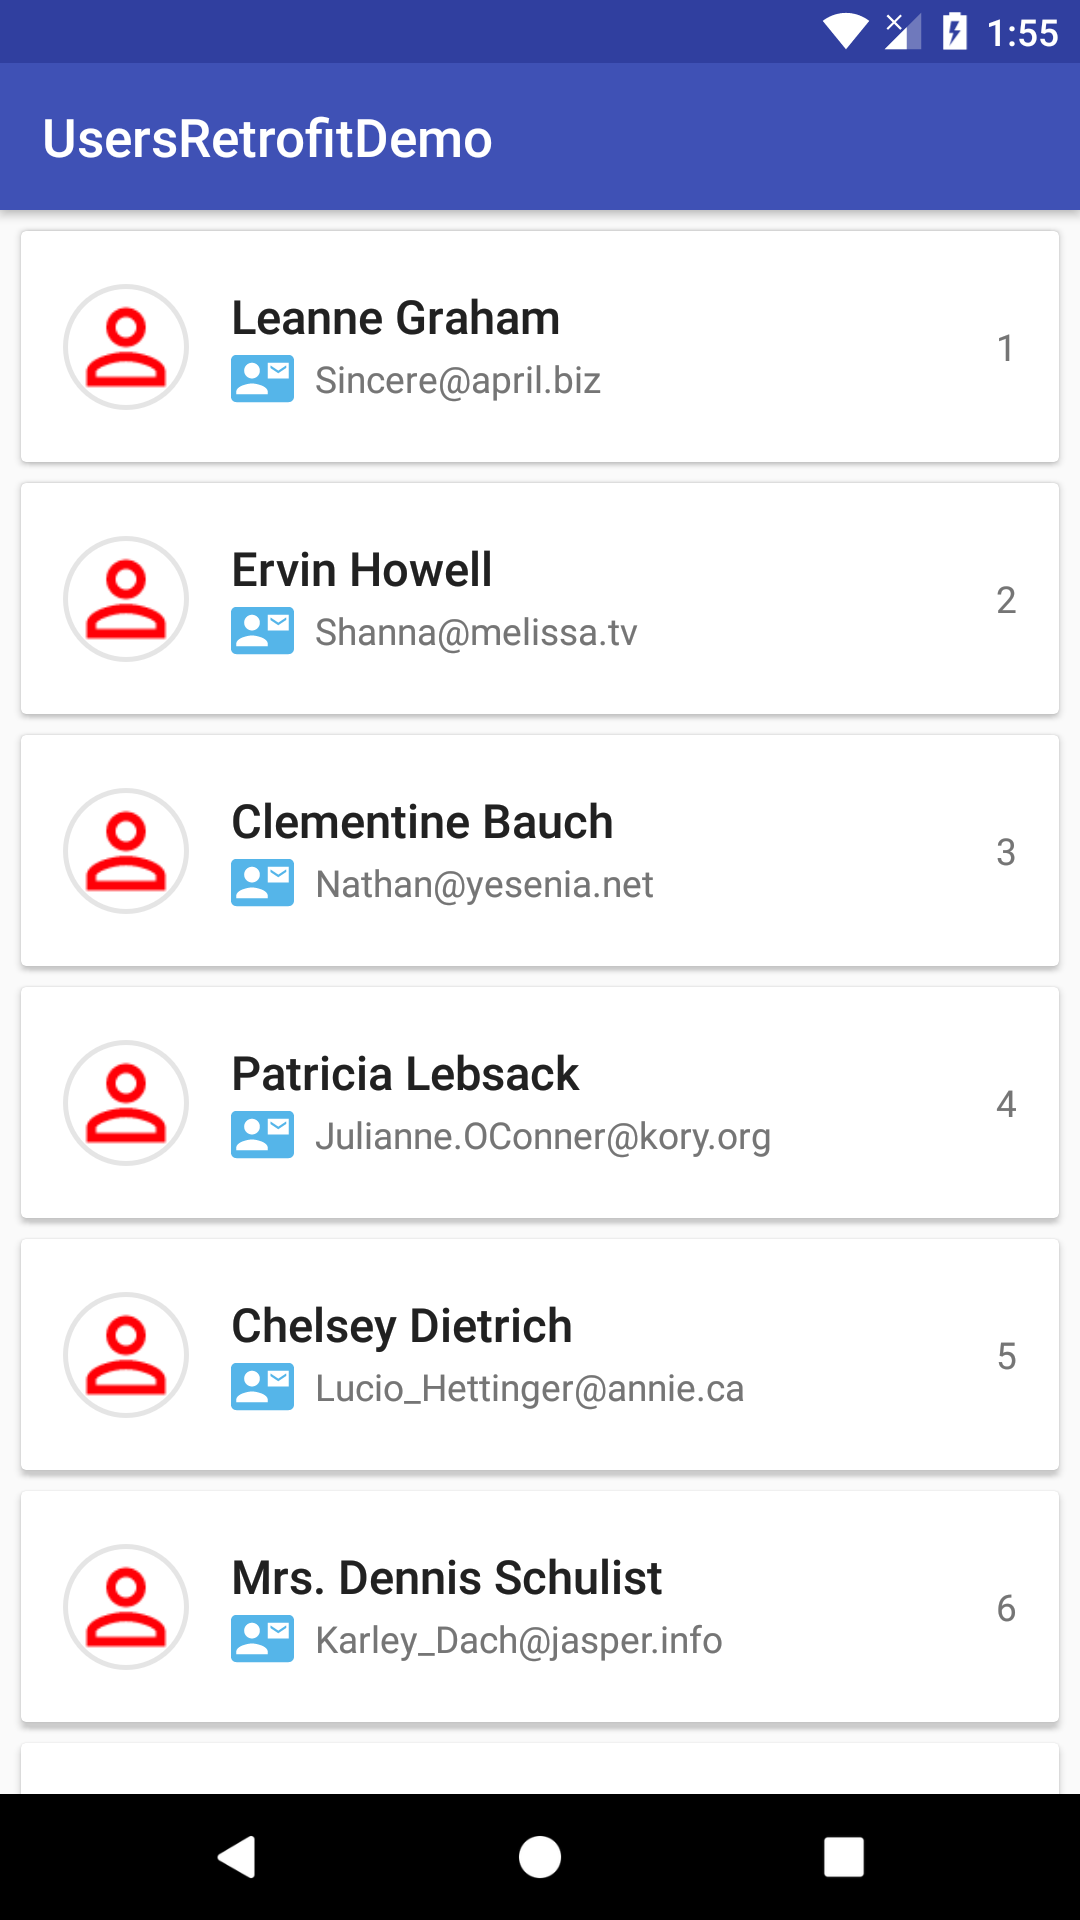 1:55
UsersRetrofitDemo
Leanne Graham
Sincere@april.biz
1
Ervin Howell
Shanna@melissa.tv
2
Clementine Bauch
Nathan@yesenia.net
3
Patricia Lebsack
Julianne.OConner@kory.org
4
Chelsey Dietrich
Lucio_Hettinger@annie.ca
5
Mrs. Dennis Schulist
Karley_Dach@jasper.info
6